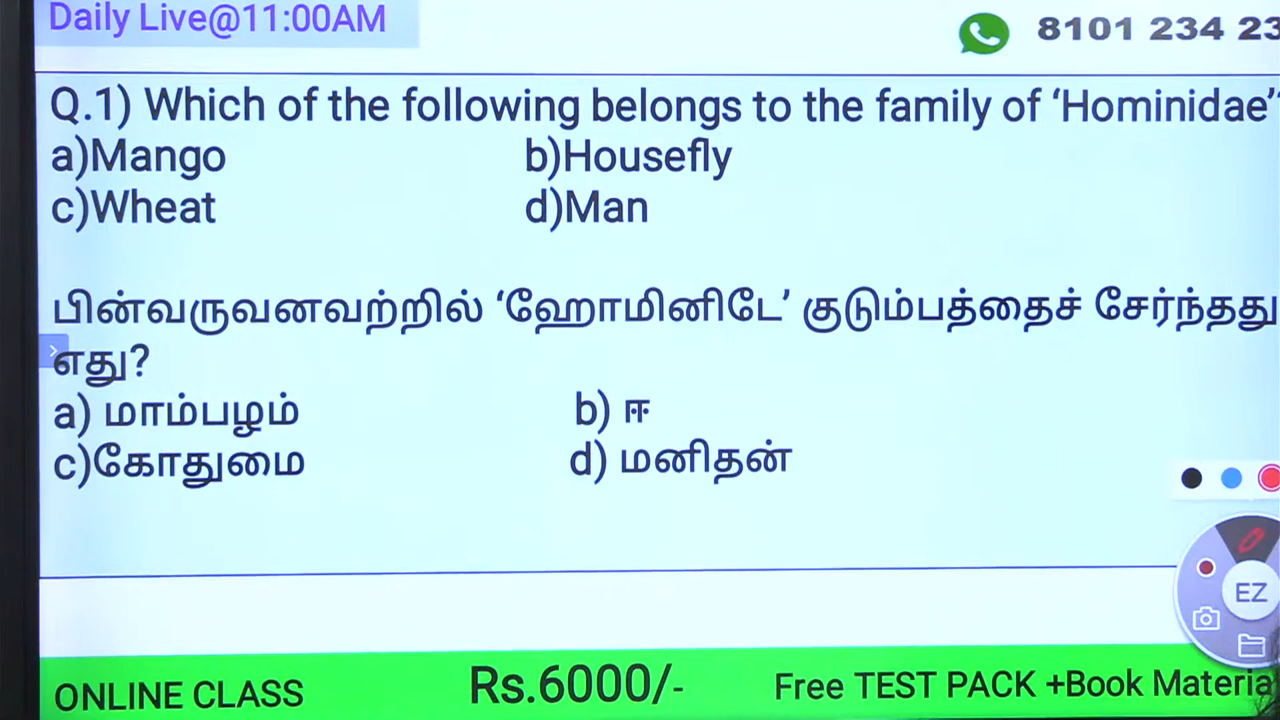 Daily Live@11:00AM
8101 234 23
Q.1) Which of the following belongs to the family of ‘Hominidae’
a)Mango b)Housefly
c)Wheat d)Man
பின்வருவனவற்றில் ‘ஹோமினிடே’ குடும்பத்தைச் சேர்ந்தது
எது?
a) மாம்பழம் b) ஈ
c)கோதுமை d) மனிதன்
EZ
ONLINE CLASS Rs.6000/- Free TEST PACK +Book Materia